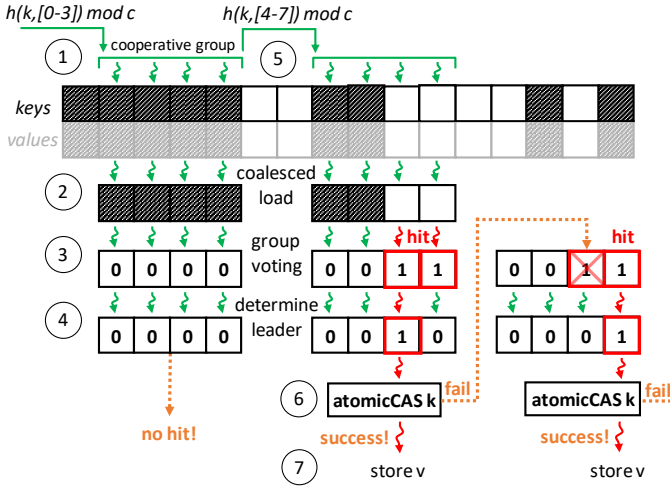 h(k,[0-3]) mod c h(k,[4-7]) mod c
1 cooperative group 5
keys
values
2 coalesced load
3 group voting hit hit
0 0 0 0 0 0 1 1 0 0 1 1
4 determine leader
0 0 0 0 0 0 1 0 0 0 0 1
6 atomicCAS k fail atomicCAS k fail
no hit! success! success!
7 store v store v